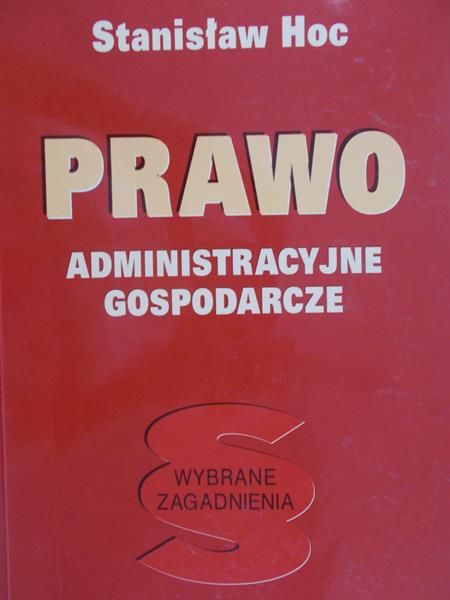 Stanisław Hoc
PRAWO
ADMINISTRACYJNE
GOSPODARCZE
WYBRANE
ZAGADNIENIA